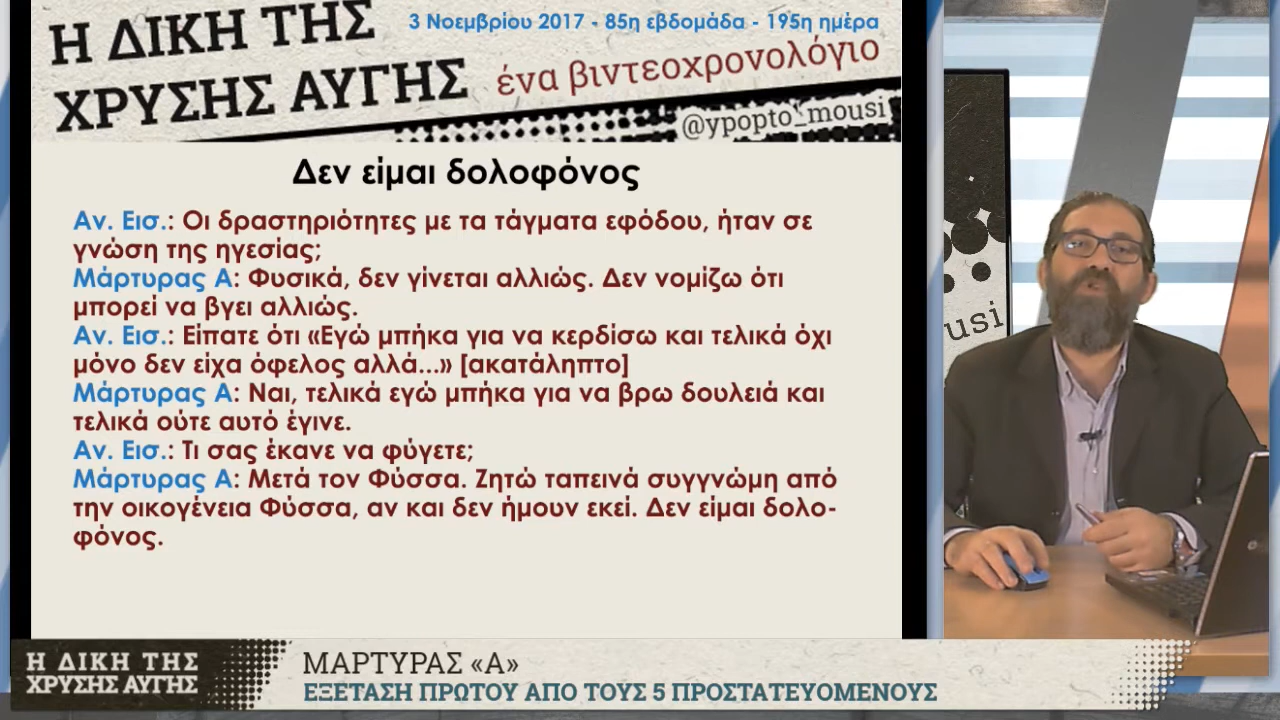 Η ΔΙΚΗ ΤΗΣ
ΧΡΥΣΗΣ ΑΥΓΗΣ
3 Νοεμβρίου 2017 - 85η εβδομάδα - 195η ημέρα
ένα βιντεοχρονολόγιο
@ypopto_mousi
Δεν είμαι δολοφόνος
Αν. Εισ.: Οι δραστηριότητες με τα τάγματα εφόδου, ήταν σε
γνώση της ηγεσίας;
Μάρτυρας Α: Φυσικά, δεν γίνεται αλλιώς. Δεν νομίζω ότι
μπορεί να βγει αλλιώς.
Αν. Εισ.: Είπατε ότι «Εγώ μπήκα για να κερδίσω και τελικά όχι
μόνο δεν είχα όφελος αλλά...» [ακατάληπτο]
Μάρτυρας Α: Ναι, τελικά εγώ μπήκα για να βρω δουλειά και
τελικά ούτε αυτό έγινε.
Αν. Εισ.: Τι σας έκανε να φύγετε;
Μάρτυρας Α: Μετά τον Φύσσα. Ζητώ ταπεινά συγγνώμη από
την οικογένεια Φύσσα, αν και δεν ήμουν εκεί. Δεν είμαι δολο-
φόνος.
usi
Η ΔΙΚΗ ΤΗΣ
ΧΡΥΣΗΣ ΑΥΓΗΣ
ΜΑΡΤΥΡΑΣ «Α»
ΕΞΕΤΑΣΗ ΠΡΩΤΟΥ ΑΠΟ ΤΟΥΣ 5 ΠΡΟΣΤΑΤΕΥΟΜΕΝΟΥΣ